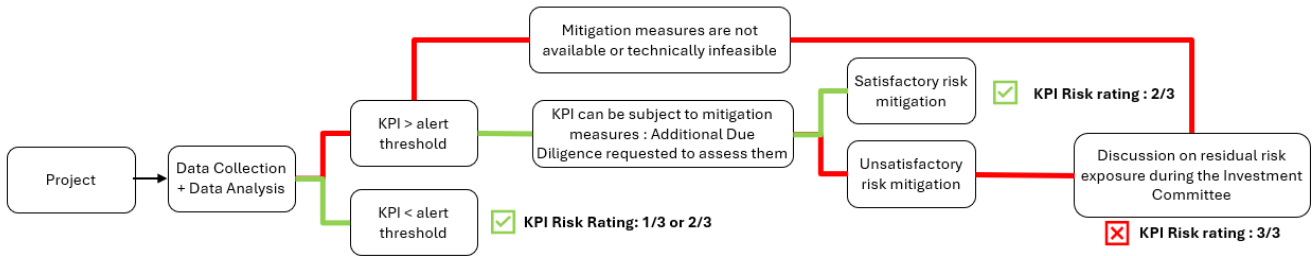 Mitigation measures are not
available or technically infeasible
Satisfactory risk
mitigation
KPI Risk rating : 2/3
KPI > alert
threshold
KPI can be subject to mitigation
measures : Additional Due
Diligence requested to assess them
Project
Data Collection
+ Data Analysis
Unsatisfactory
risk mitigation
Discussion on residual risk
exposure during the Investment
Committee
KPI < alert
threshold
KPI Risk Rating: 1/3 or 2/3
KPI Risk rating : 3/3